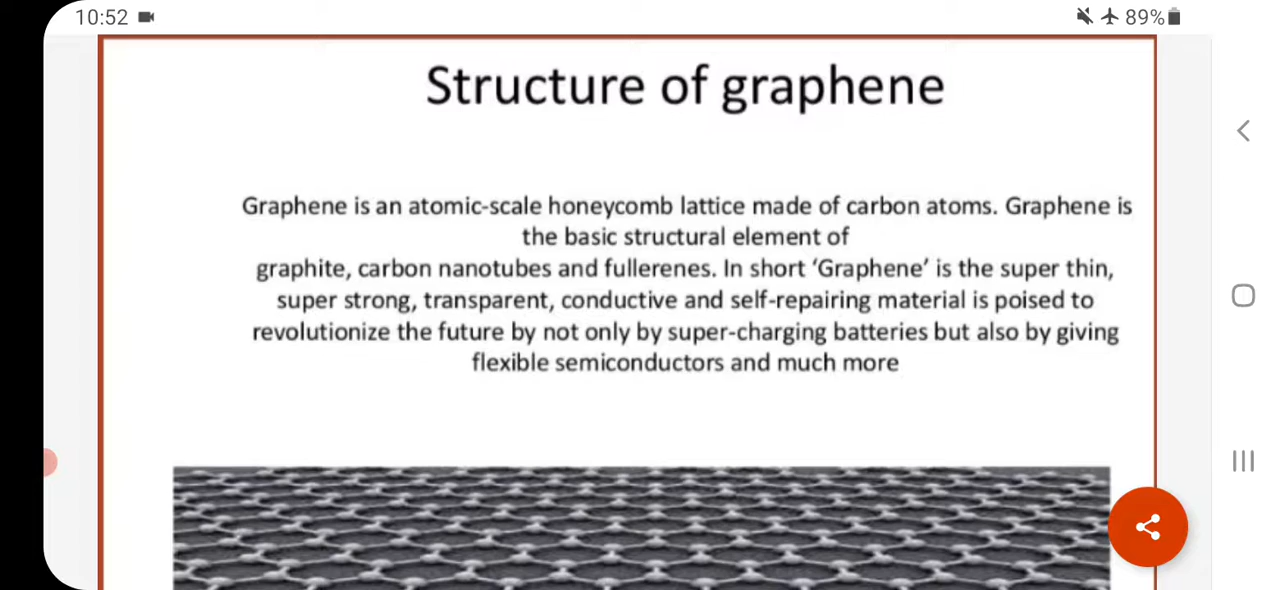 10:52
89%
Structure of graphene
Graphene is an atomic-scale honeycomb lattice made of carbon atoms. Graphene is
the basic structural element of
graphite, carbon nanotubes and fullerenes. In short ‘Graphene’ is the super thin,
super strong, transparent, conductive and self-repairing material is poised to
revolutionize the future by not only by super-charging batteries but also by giving
flexible semiconductors and much more